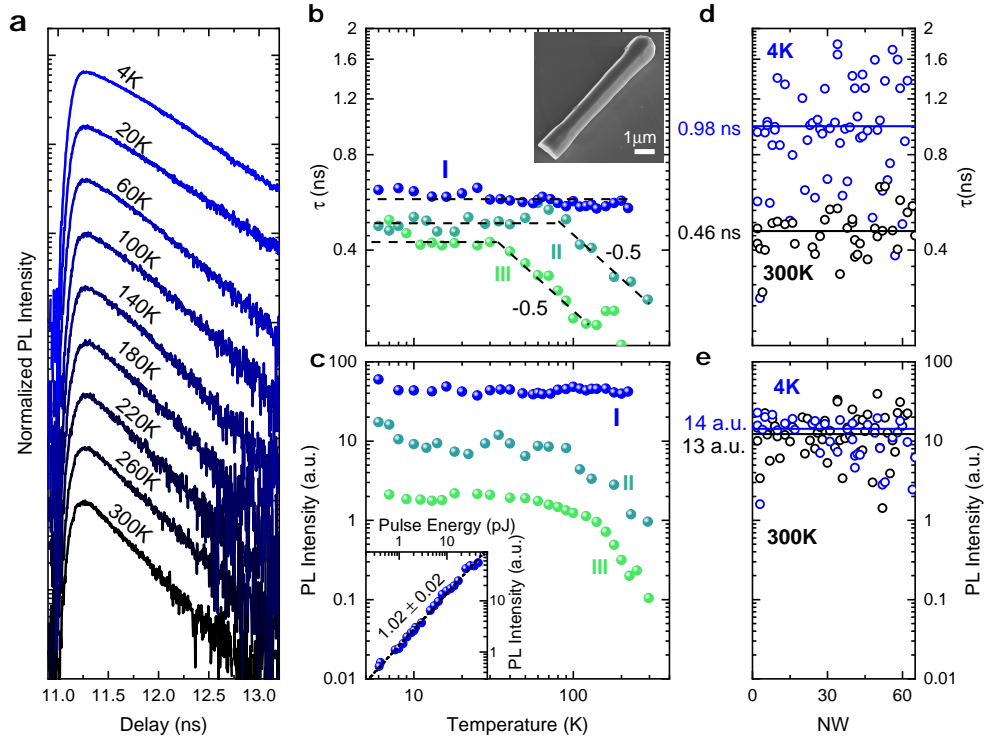 a
4K
20K
60K
100K
140K
180K
220K
260K
300K
Normalized PL Intensity
11.0 11.5 12.0 12.5 13.0
Delay (ns)
b
2
1.6
1.2
0.8
0.4
τ (ns)
I
II
III
-0.5
-0.5
1μm
c
100
10
1
0.1
0.01
PL Intensity (a.u.)
I
II
III
Pulse Energy (pJ)
1 10
1.02 ± 0.02
10
1
PL Intensity (a.u.)
10 100
Temperature (K)
d
4K
0.98 ns
0.46 ns
300K
2
1.6
1.2
0.8
0.4
τ(ns)
e
4K
14 a.u.
13 a.u.
300K
100
10
1
0.1
0.01
PL Intensity (a.u.)
0 30 60
NW